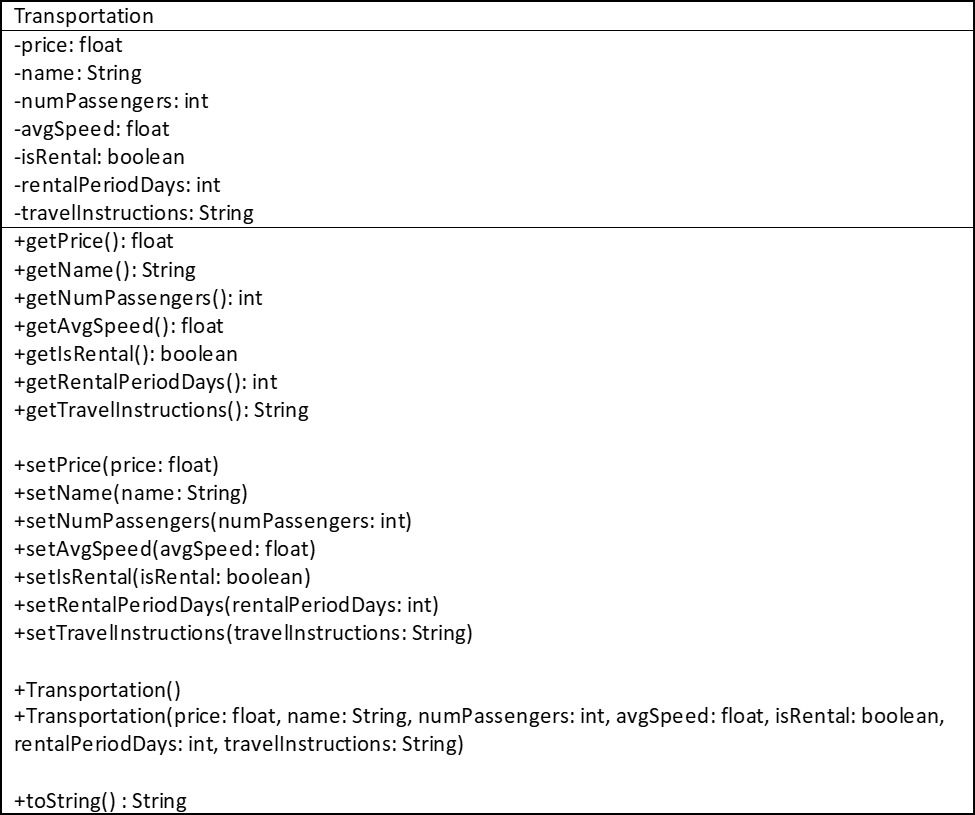 Transportation
-price: float
-name: String
-numPassengers: int
-avgSpeed: float
-isRental: boolean
-rentalPeriodDays: int
-travelInstructions: String
+getPrice(): float
+getName(): String
+getNumPassengers(): int
+getAvgSpeed(): float
+getIsRental(): boolean
+getRentalPeriodDays(): int
+getTravelInstructions(): String
+setPrice(price: float)
+setName(name: String)
+setNumPassengers(numPassengers: int)
+setAvgSpeed(avgSpeed: float)
+setIsRental(isRental: boolean)
+setRentalPeriodDays(rentalPeriodDays: int)
+setTravelInstructions(travelInstructions: String)
+Transportation()
+Transportation(price: float, name: String, numPassengers: int, avgSpeed: float, isRental: boolean,
rentalPeriodDays: int, travelInstructions: String)
+toString() : String